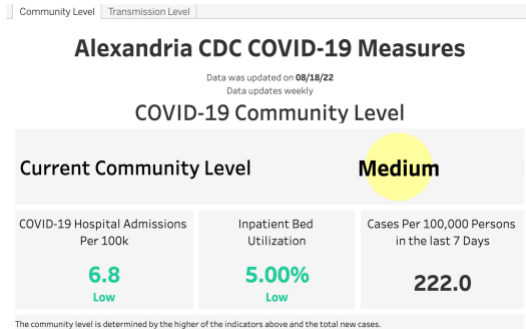 Community Level
Transmission Level
Alexandria CDC COVID-19 Measures
Data was updated on 08/18/22
Data updates weekly
COVID-19 Community Level
Current Community Level
Medium
COVID-19 Hospital Admissions
Per 100k
6.8
Low
Inpatient Bed
Utilization
5.00%
Low
Cases Per 100,000 Persons
in the last 7 Days
222.0
The community level is determined by the higher of the indicators above and the total new cases.